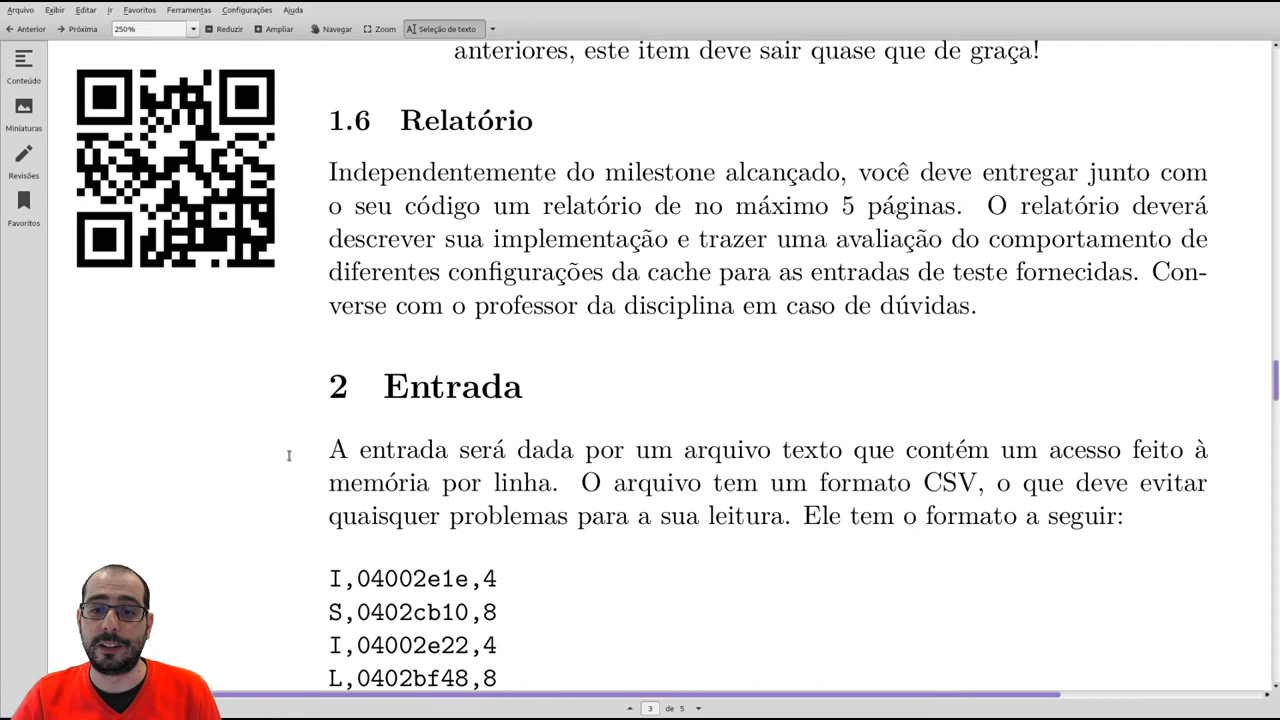 Arquivo Exibir Editar Ir Favoritos Ferramentas Configurações Ajuda
Anterior Próxima 250% Reduzir Ampliar Navegar Zoom Seleção de texto
Conteúdo
Miniaturas
Revisões
Favoritos
anteriores, este item deve sair quase que de graça!
1.6 Relatório
Independentemente do milestone alcançado, você deve entregar junto com
o seu código um relatório de no máximo 5 páginas. O relatório deverá
descrever sua implementação e trazer uma avaliação do comportamento de
diferentes configurações da cache para as entradas de teste fornecidas. Con-
verse com o professor da disciplina em caso de dúvidas.
2 Entrada
A entrada será dada por um arquivo texto que contém um acesso feito à
memória por linha. O arquivo tem um formato CSV, o que deve evitar
quaisquer problemas para a sua leitura. Ele tem o formato a seguir:
I,04002e1e,4
S,0402cb10,8
I,04002e22,4
L,0402bf48,8
3 de 5